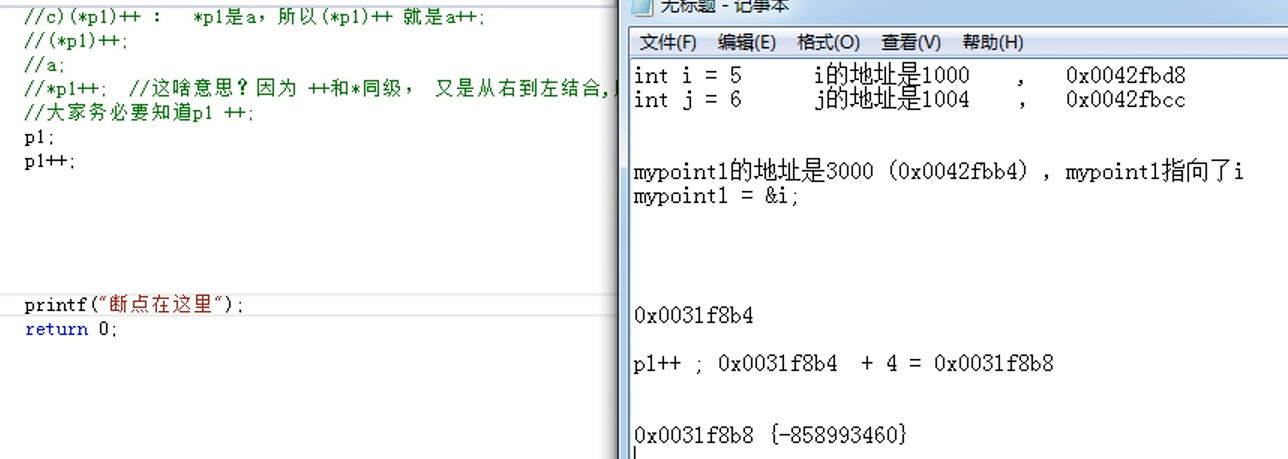 //c)(*p1)++ :   *p1是a，所以(*p1)++ 就是a++;
//(*p1)++;
//a;
//*p1++;  //这啥意思？因为 ++和*同级， 又是从右到左结合,
//大家务必要知道p1 ++;
p1;
p1++;
printf("断点在这里");
return 0;
无标题 - 记事本
文件(F) 编辑(E) 格式(O) 查看(V) 帮助(H)
int i = 5      i的地址是1000    ,   0x0042fbd8
int j = 6      j的地址是1004    ,   0x0042fbcc
mypoint1的地址是3000（0x0042fbb4）, mypoint1指向了i
mypoint1 = &i;
0x0031f8b4
p1++ ; 0x0031f8b4  + 4 = 0x0031f8b8
0x0031f8b8 {-858993460}